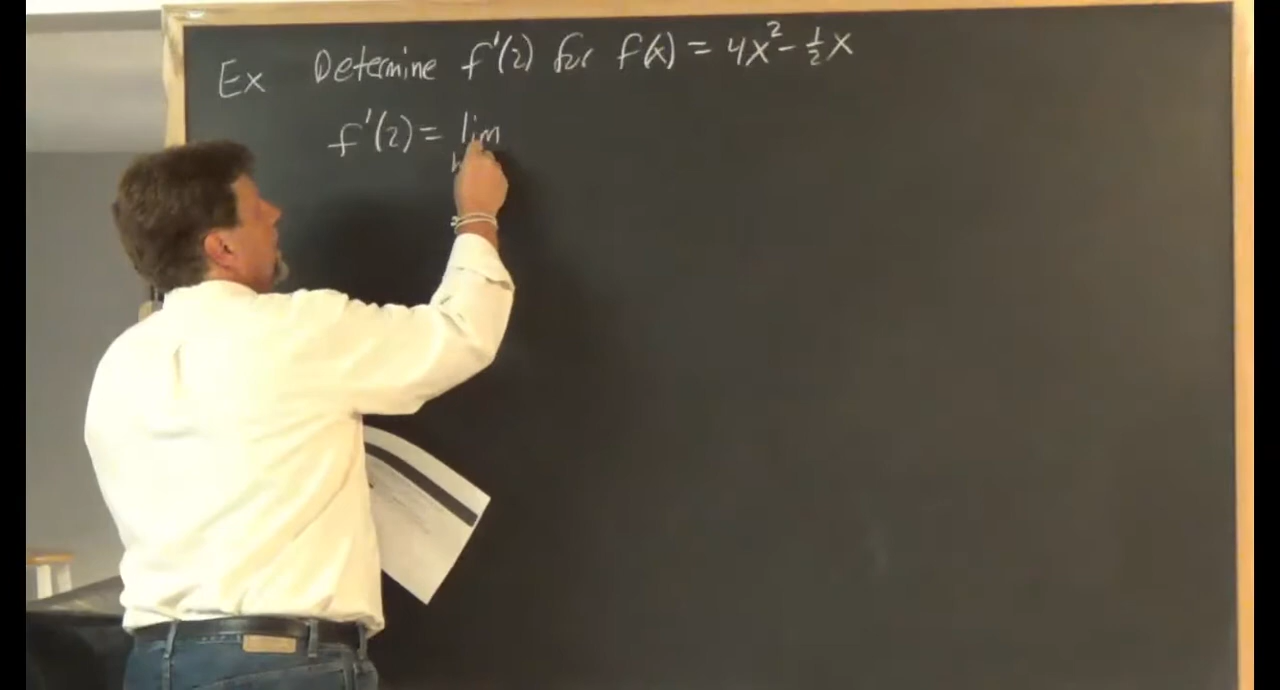 Ex Determine f'(2) for f(x) = 4x² - ½x
f'(2) = lim
h